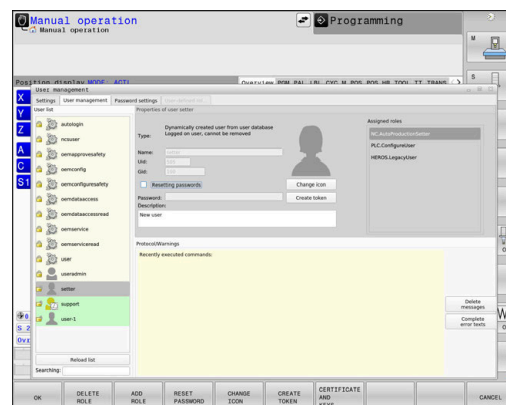 Manual operation
Manual operation
Programming
Position display MODE: ACTL
Overview PGM PAL LBL CYC M POS POS HR TOOL TT TRANS
User management
Settings User management Password settings
User list
autologin
ncsuser
oemapprovesafety
oemconfig
oemconfiguresafety
oemdataaccess
oemdataaccessread
oemservice
oemserviceread
user
useradmin
setter
support
user-1
Reload list
Searching:
Properties of user setter
Type:
Dynamically created user from user database
Logged on user, cannot be removed
Name:
Uid:
Gid:
Resetting passwords
Password:
Description:
New user
Change icon
Create token
Assigned roles
NC.AutoProductionSetter
PLC.ConfigureUser
HEROS.LegacyUser
Protocol/Warnings
Recently executed commands:
Delete
messages
Complete
error texts
X
Y
Z
A
C
S1
M
S
OK
DELETE
ROLE
ADD
ROLE
RESET
PASSWORD
CHANGE
ICON
CREATE
TOKEN
CERTIFICATE
AND
KEYS
CANCEL